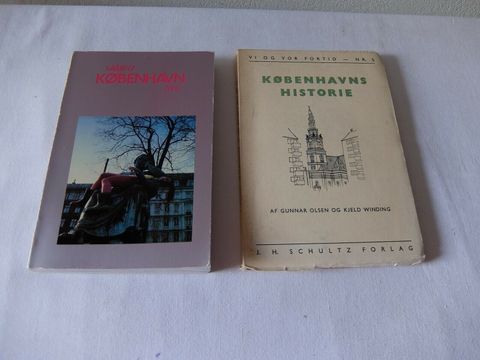 KØBENHAVN
VI OG VOR FORTID — NR. 5
KØBENHAVNS
HISTORIE
AF GUNNAR OLSEN OG KJELD WINDING
J. H. SCHULTZ FORLAG